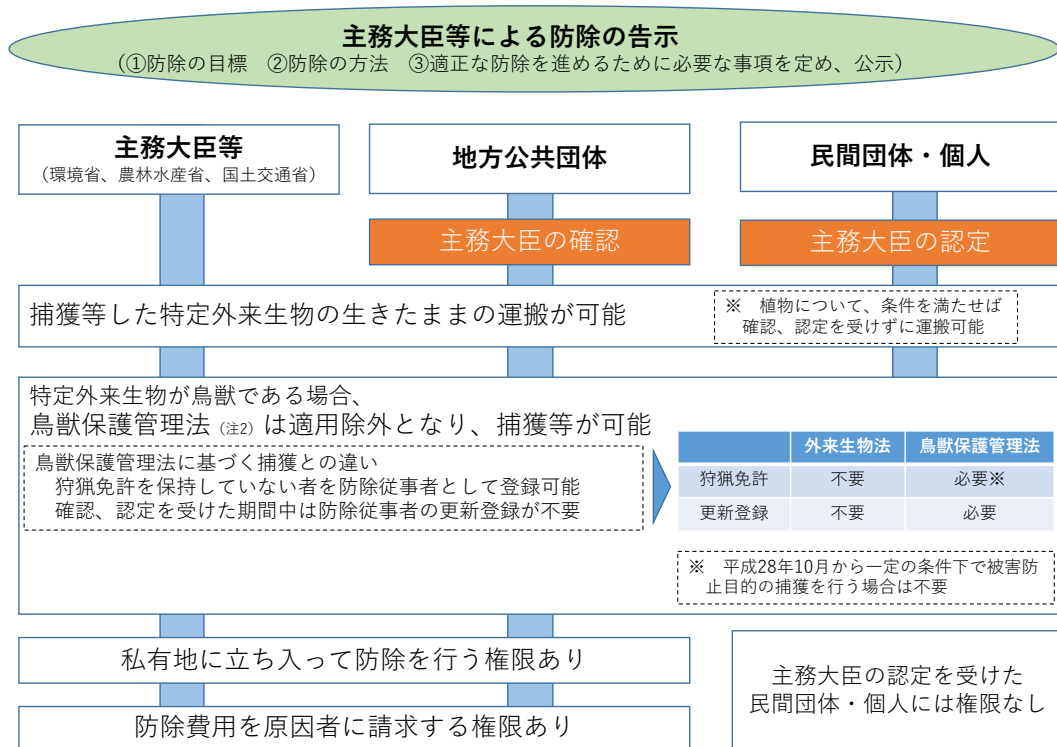 主務大臣等による防除の告示
(①防除の目標　②防除の方法　③適正な防除を進めるために必要な事項を定め、公示)
主務大臣等
(環境省、農林水産省、国土交通省)
地方公共団体
民間団体・個人
主務大臣の確認
主務大臣の認定
捕獲等した特定外来生物の生きたままの運搬が可能
※　植物について、条件を満たせば
確認、認定を受けずに運搬可能
特定外来生物が鳥獣である場合、
鳥獣保護管理法 (注2) は適用除外となり、捕獲等が可能
鳥獣保護管理法に基づく捕獲との違い
狩猟免許を保持していない者を防除従事者として登録可能
確認、認定を受けた期間中は防除従事者の更新登録が不要
外来生物法　鳥獣保護管理法
狩猟免許　不要　必要※
更新登録　不要　必要
※　平成28年10月から一定の条件下で被害防
止目的の捕獲を行う場合は不要
私有地に立ち入って防除を行う権限あり
防除費用を原因者に請求する権限あり
主務大臣の認定を受けた
民間団体・個人には権限なし